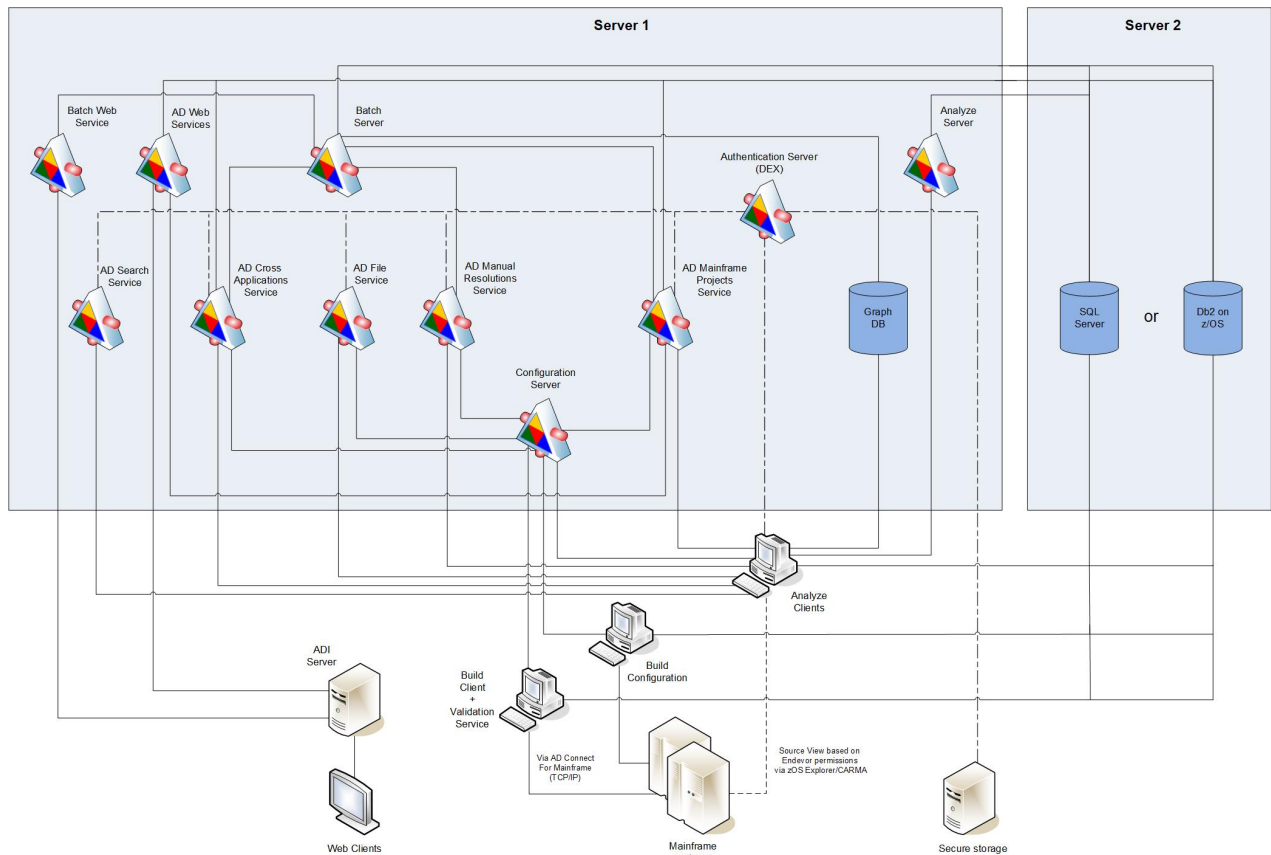 Server 1
Server 2
Batch Web
Service
AD Web
Services
Batch
Server
Analyze
Server
Authentication Server
(DEX)
AD Search
Service
AD Cross
Applications
Service
AD File
Service
AD Manual
Resolutions
Service
AD Mainframe
Projects
Service
Graph
DB
SQL
Server
or
Db2 on
z/OS
Configuration
Server
Analyze
Clients
Build
Configuration
ADI
Server
Build
Client
+
Validation
Service
Via AD Connect
For Mainframe
(TCP/IP)
Source View based on
Endevor permissions
via zOS Explorer/CARMA
Web Clients
Mainframe
Secure storage